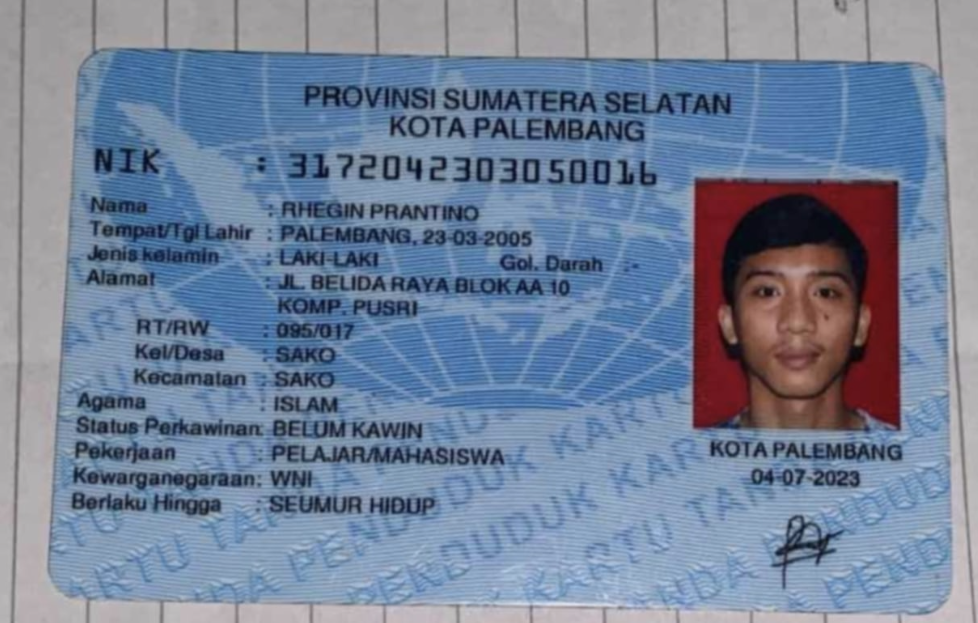 PROVINSI SUMATERA SELATAN
KOTA PALEMBANG
NIK : 3172042303050016
Nama : RHEGIN PRANTINO
Tempat/Tgl Lahir : PALEMBANG, 23-03-2005
Jenis kelamin : LAKI-LAKI Gol. Darah :-
Alamat : JL. BELIDA RAYA BLOK AA 10
KOMP. PUSRI
RT/RW : 095/017
Kel/Desa : SAKO
Kecamatan : SAKO
Agama : ISLAM
Status Perkawinan: BELUM KAWIN
Pekerjaan : PELAJAR/MAHASISWA
Kewarganegaraan: WNI
Berlaku Hingga : SEUMUR HIDUP
KOTA PALEMBANG
04-07-2023